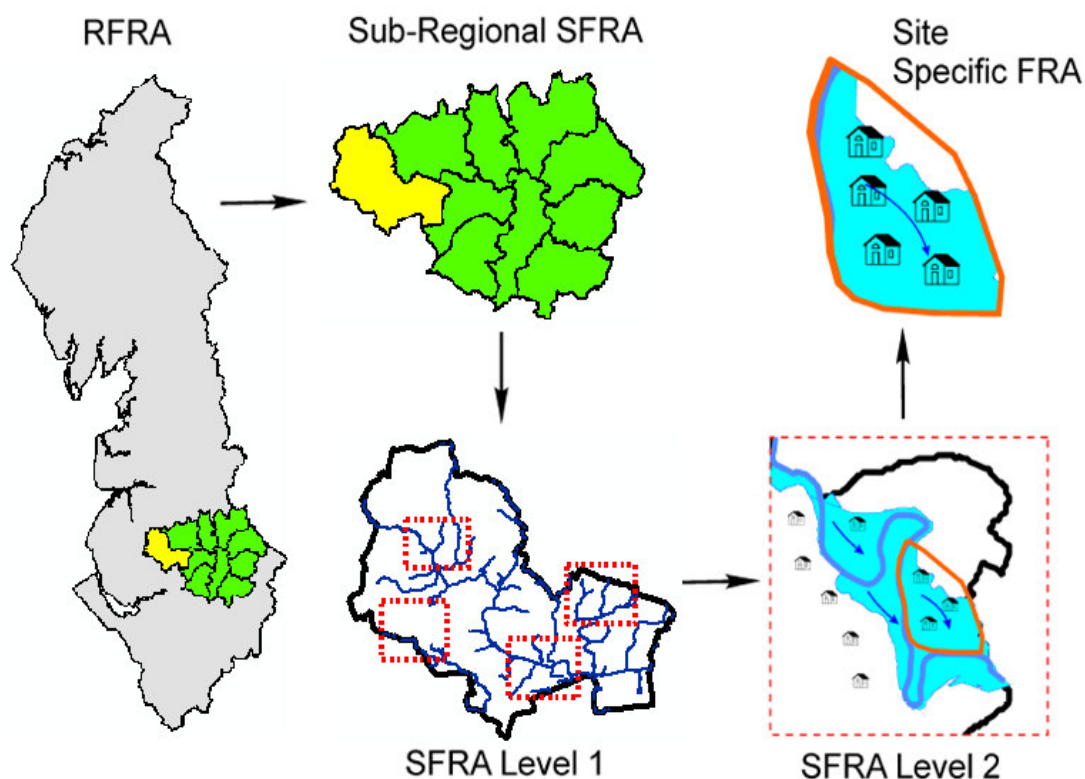 RFRA
Sub-Regional SFRA
Site
Specific FRA
SFRA Level 1
SFRA Level 2